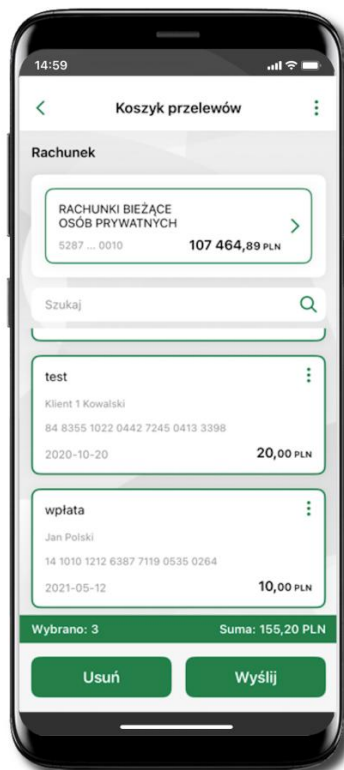 14:59
Koszyk przelewów
Rachunek
RACHUNKI BIEŻĄCE
OSÓB PRYWATNYCH
5287 ... 0010 107 464,89 PLN
Szukaj
test
Klient 1 Kowalski
84 8355 1022 0442 7245 0413 3398
2020-10-20 20,00 PLN
wpłata
Jan Polski
14 1010 1212 6387 7119 0535 0264
2021-05-12 10,00 PLN
Wybrano: 3 Suma: 155,20 PLN
Usuń Wyślij